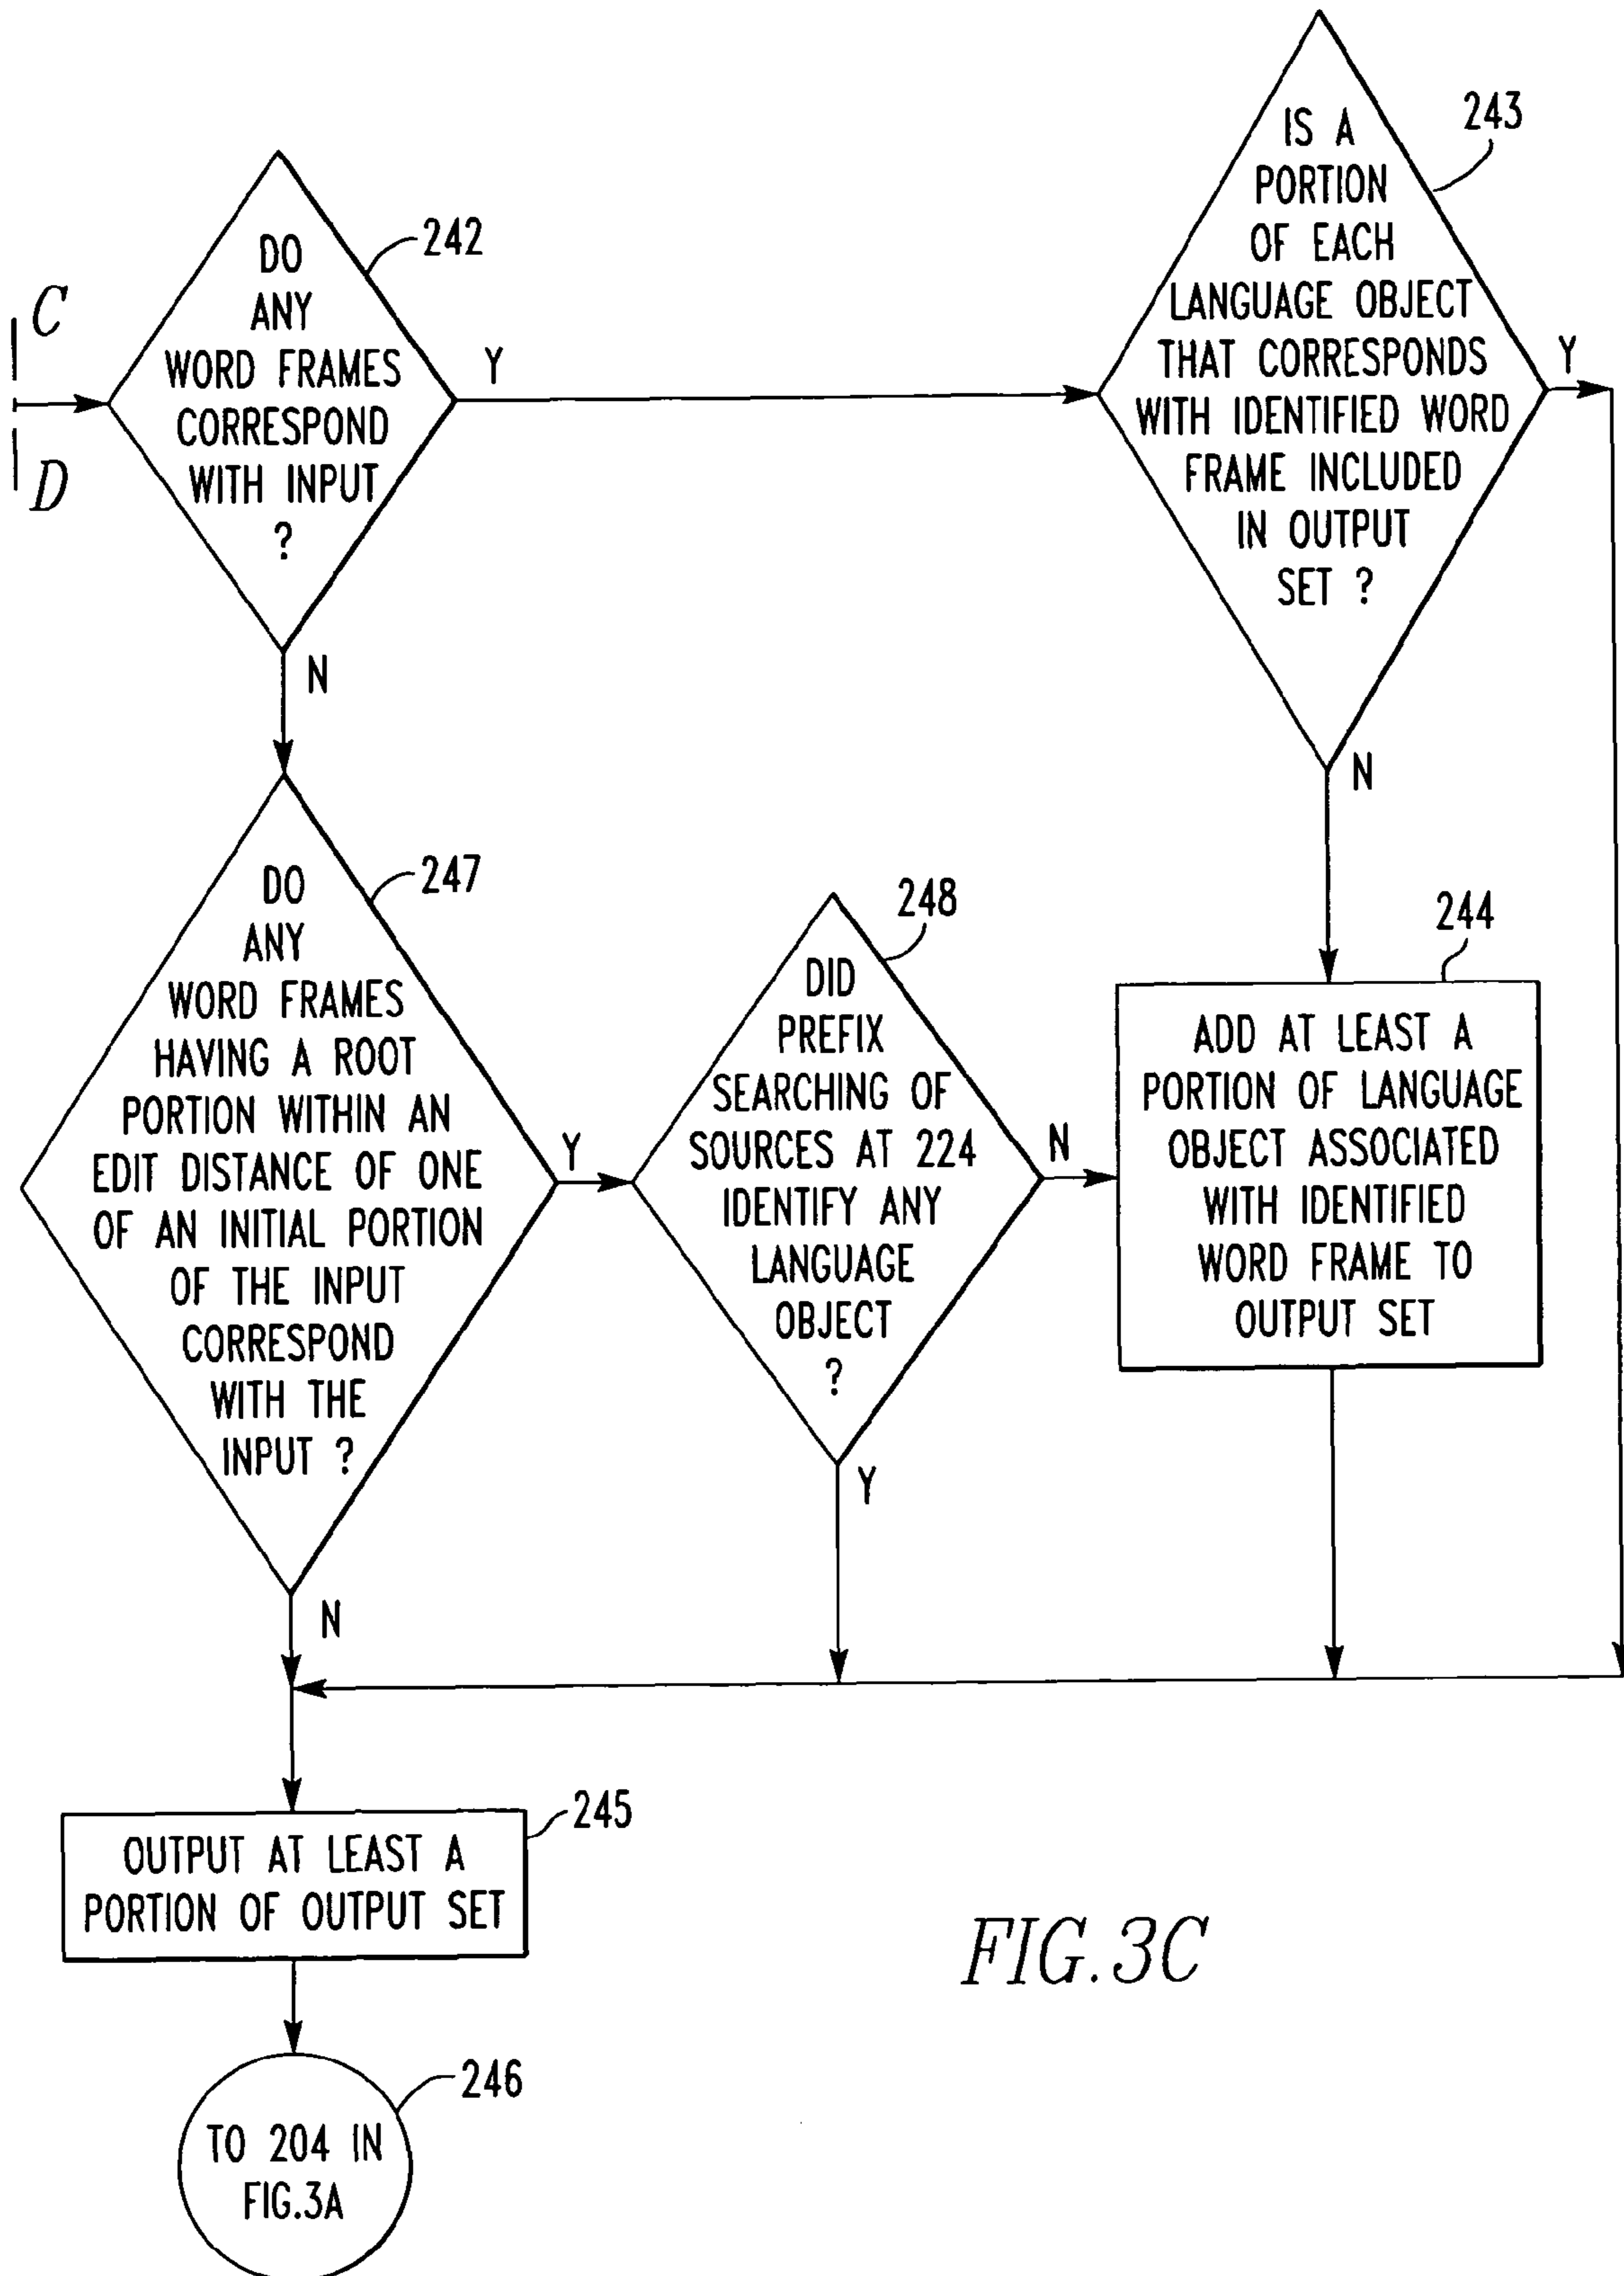 C
D
242
DO
ANY
WORD FRAMES
CORRESPOND
WITH INPUT
?
Y
N
243
IS A
PORTION
OF EACH
LANGUAGE OBJECT
THAT CORRESPONDS
WITH IDENTIFIED WORD
FRAME INCLUDED
IN OUTPUT
SET ?
Y
N
247
DO
ANY
WORD FRAMES
HAVING A ROOT
PORTION WITHIN AN
EDIT DISTANCE OF ONE
OF AN INITIAL PORTION
OF THE INPUT
CORRESPOND
WITH THE
INPUT ?
Y
N
248
DID
PREFIX
SEARCHING OF
SOURCES AT 224
IDENTIFY ANY
LANGUAGE
OBJECT
?
N
Y
244
ADD AT LEAST A
PORTION OF LANGUAGE
OBJECT ASSOCIATED
WITH IDENTIFIED
WORD FRAME TO
OUTPUT SET
245
OUTPUT AT LEAST A
PORTION OF OUTPUT SET
246
TO 204 IN
FIG.3A
FIG.3C